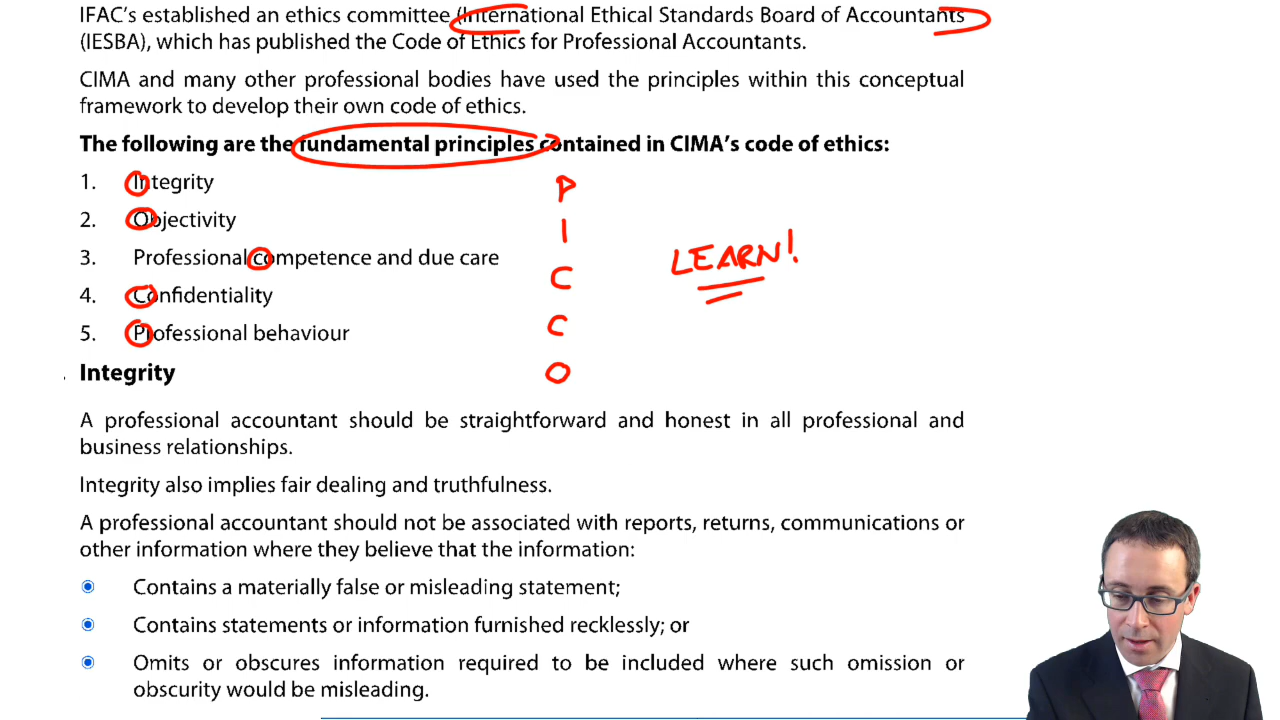 IFAC's established an ethics committee (International Ethical Standards Board of Accountants
(IESBA), which has published the Code of Ethics for Professional Accountants.
CIMA and many other professional bodies have used the principles within this conceptual
framework to develop their own code of ethics.
The following are the fundamental principles contained in CIMA's code of ethics:
1. Integrity
2. Objectivity
3. Professional competence and due care
4. Confidentiality
5. Professional behaviour
P
I
C
C
O
LEARN!
Integrity
A professional accountant should be straightforward and honest in all professional and
business relationships.
Integrity also implies fair dealing and truthfulness.
A professional accountant should not be associated with reports, returns, communications or
other information where they believe that the information:
Contains a materially false or misleading statement;
Contains statements or information furnished recklessly; or
Omits or obscures information required to be included where such omission or
obscurity would be misleading.